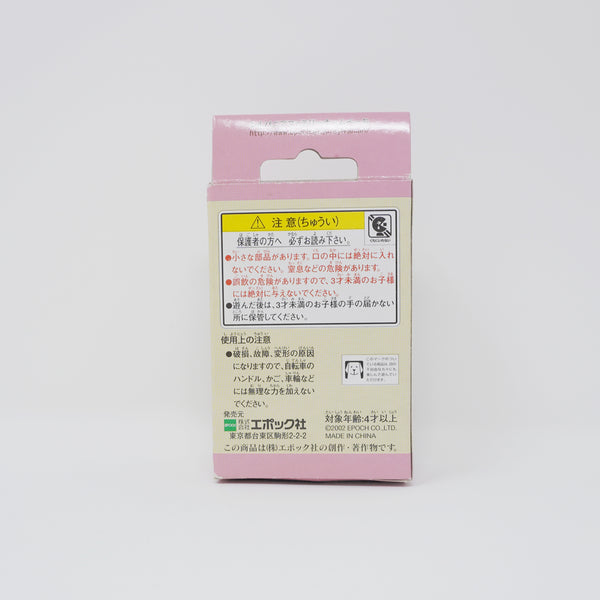 注意(ちゅうい)
保護者の方へ 必ずお読み下さい。
●小さな部品があります。口の中には絶対に入れ
ないでください。窒息などの危険があります。
●誤飲の危険がありますので、3才未満のお子様
には絶対に与えないでください。
●遊んだ後は、3才未満のお子様の手の届かない
所に保管してください。
使用上の注意
●破損、故障、変形の原因
になりますので、自転車の
ハンドル、かご、車輪などに
は無理な力を加えない
でください。
発売元
EPOCH 株式会社 エポック社
東京都台東区駒形2-2-2
対象年齢:4才以上
©2002 EPOCH CO.,LTD.
MADE IN CHINA
この商品は(株)エポック社の創作・著作物です。